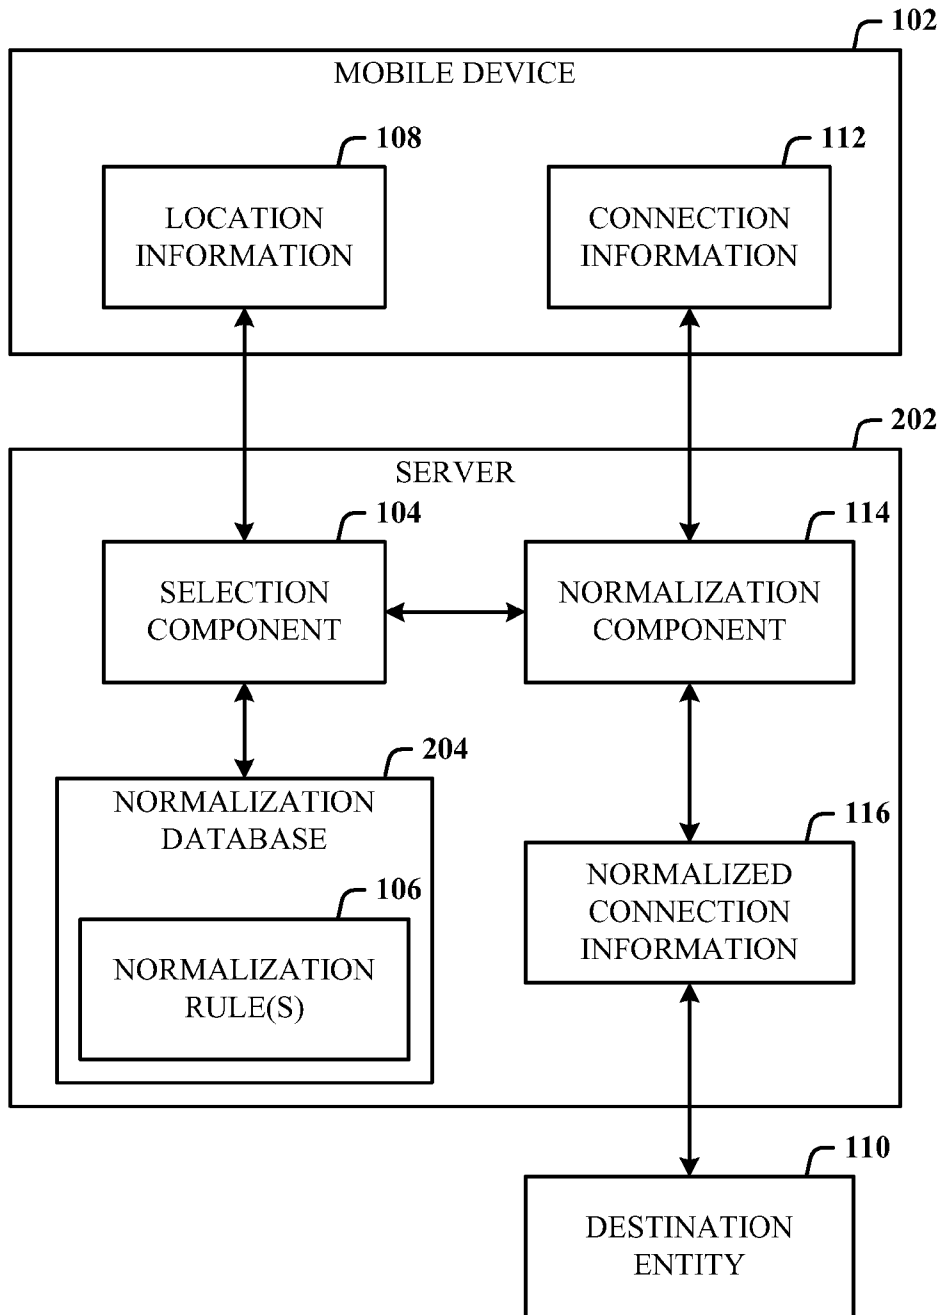 102
MOBILE DEVICE
108
LOCATION
INFORMATION
112
CONNECTION
INFORMATION
202
SERVER
104
SELECTION
COMPONENT
114
NORMALIZATION
COMPONENT
204
NORMALIZATION
DATABASE
106
NORMALIZATION
RULE(S)
116
NORMALIZED
CONNECTION
INFORMATION
110
DESTINATION
ENTITY